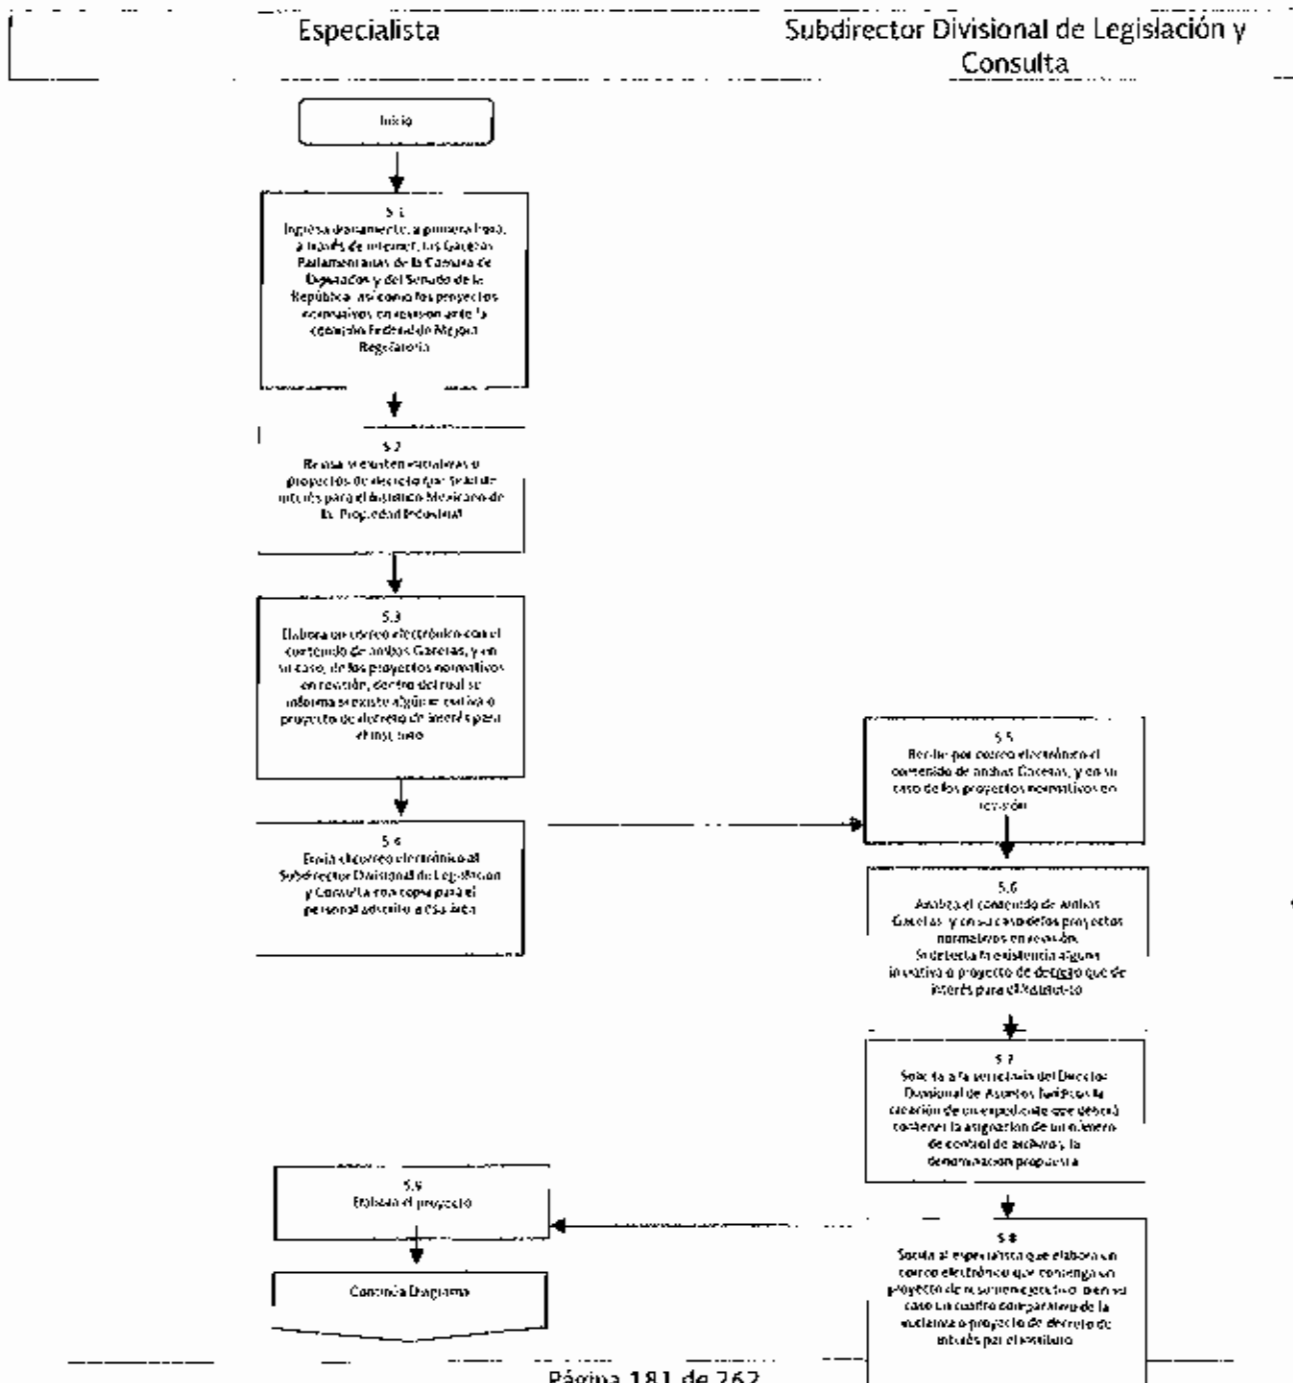 Especialista
Subdirector Divisional de Legislación y
Consulta
Inicio
5.1
Ingresa diariamente, a primera hora,
a través de internet, las Gacetas
Parlamentarias de la Cámara de
Diputados y del Senado de la
República, así como los proyectos
normativos en revisión ante la
Comisión Federal de Mejora
Regulatoria
5.2
Revisa si existen iniciativas o
proyectos de decreto que sean de
interés para el Instituto Mexicano de
la Propiedad Industrial
5.3
Elabora un correo electrónico con el
contenido de ambas Gacetas, y en
su caso, de los proyectos normativos
en revisión, dentro del cual se
informa si existe alguna iniciativa o
proyecto de decreto de interés para
el Instituto
5.4
Envía el correo electrónico al
Subdirector Divisional de Legislación
y Consulta con copia para el
personal adscrito a esa área
5.5
Recibe por correo electrónico el
contenido de ambas Gacetas, y en su
caso de los proyectos normativos en
revisión
5.6
Analiza el contenido de ambas
Gacetas y en su caso de los proyectos
normativos en revisión.
Si detecta la existencia alguna
iniciativa o proyecto de decreto que de
interés para el Instituto
5.7
Solicita a la secretaria del Director
Divisional de Asuntos Jurídicos la
creación de un expediente que deberá
contener la asignación de un número
de control de archivo y la
denominación propuesta
5.8
Solicita al especialista que elabora un
correo electrónico que contenga un
proyecto de resumen ejecutivo o en su
caso un cuadro comparativo de la
iniciativa o proyecto de decreto de
interés par el Instituto
5.9
Elabora el proyecto
Continúa Diagrama
Página 181 de 262